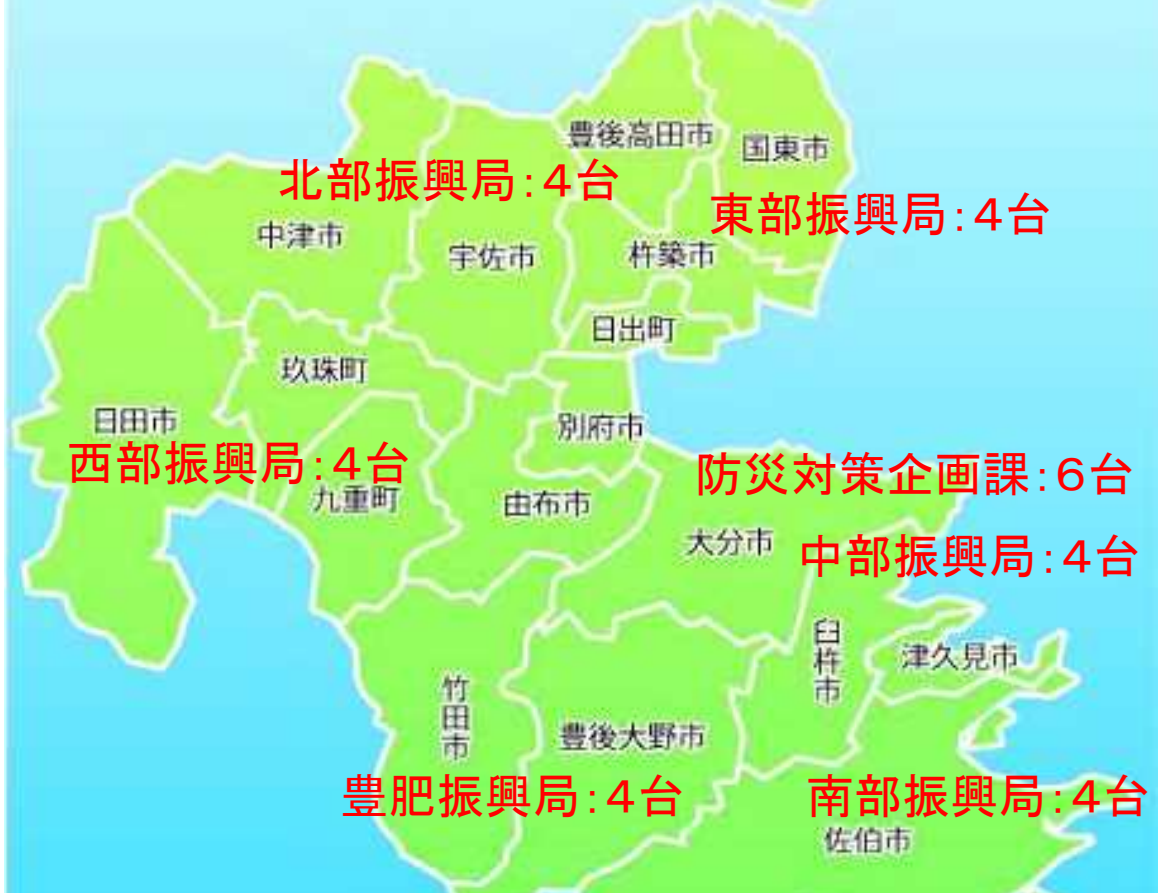 豊後高田市
国東市
北部振興局:4台
東部振興局:4台
中津市
宇佐市
杵築市
日出町
玖珠町
日田市
別府市
西部振興局:4台
防災対策企画課:6台
九重町
由布市
大分市
中部振興局:4台
臼杵市
津久見市
竹田市
豊後大野市
豊肥振興局:4台
南部振興局:4台
佐伯市